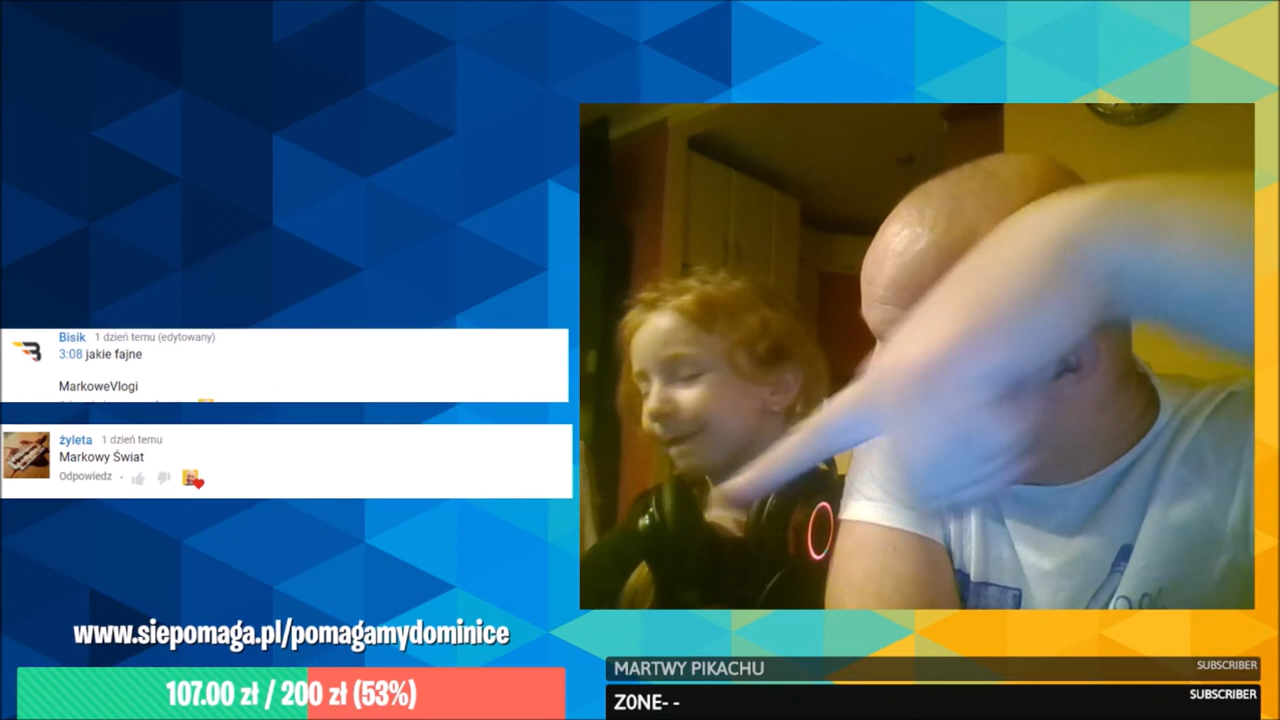 Bisik 1 dzień temu (edytowany)
3:08 jakie fajne
MarkoweVlogi
żyleta 1 dzień temu
Markowy Świat
Odpowiedz
www.siepomaga.pl/pomagamydominice
107.00 zł / 200 zł (53%)
MARTWY PIKACHU SUBSCRIBER
ZONE- - SUBSCRIBER